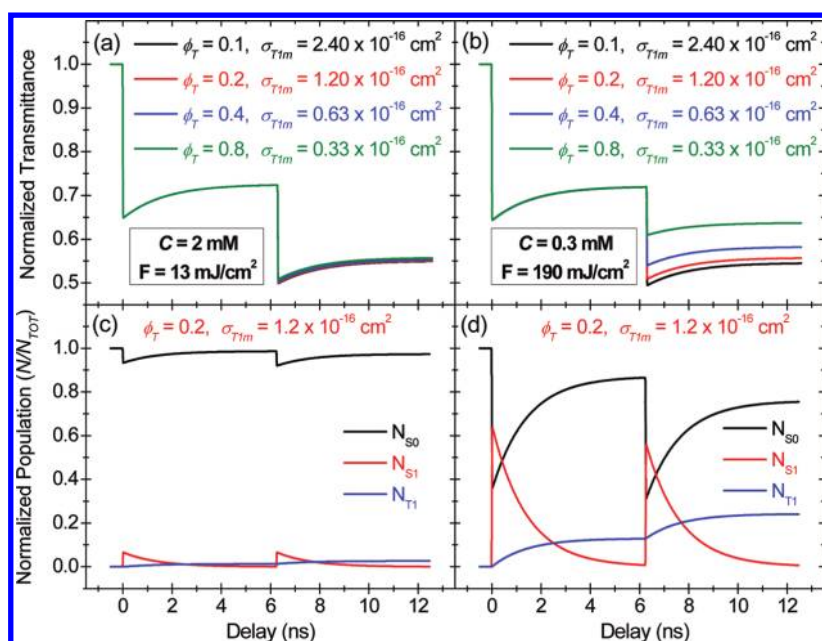 (a)
ϕT = 0.1, σT1m = 2.40 x 10-16 cm2
ϕT = 0.2, σT1m = 1.20 x 10-16 cm2
ϕT = 0.4, σT1m = 0.63 x 10-16 cm2
ϕT = 0.8, σT1m = 0.33 x 10-16 cm2
C = 2 mM
F = 13 mJ/cm2
(b)
ϕT = 0.1, σT1m = 2.40 x 10-16 cm2
ϕT = 0.2, σT1m = 1.20 x 10-16 cm2
ϕT = 0.4, σT1m = 0.63 x 10-16 cm2
ϕT = 0.8, σT1m = 0.33 x 10-16 cm2
C = 0.3 mM
F = 190 mJ/cm2
Normalized Transmittance
1.0
0.9
0.8
0.7
0.6
0.5
(c)
ϕT = 0.2, σT1m = 1.2 x 10-16 cm2
NS0
NS1
NT1
(d)
ϕT = 0.2, σT1m = 1.2 x 10-16 cm2
NS0
NS1
NT1
Normalized Population (N/NTOT)
1.0
0.8
0.6
0.4
0.2
0.0
0 2 4 6 8 10 12
0 2 4 6 8 10 12
Delay (ns)
Delay (ns)